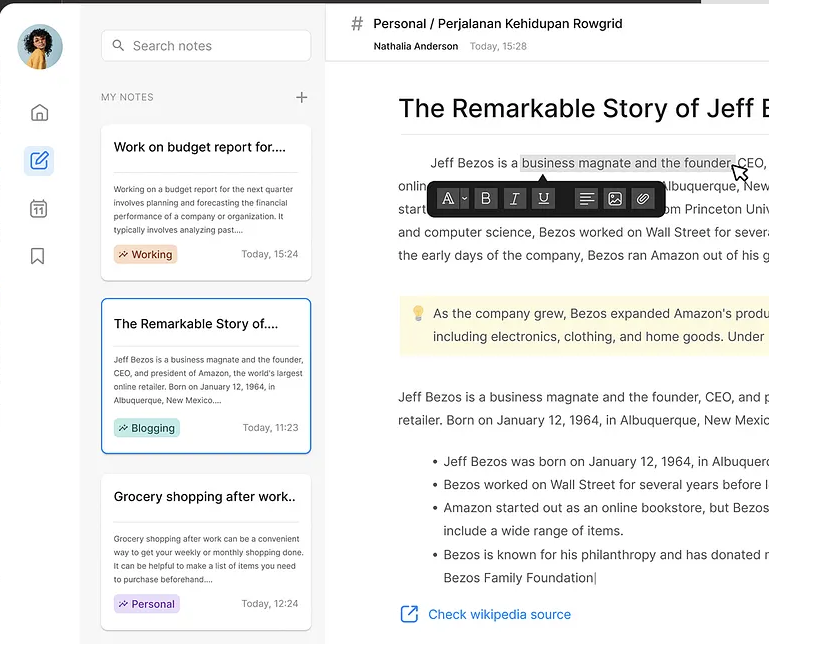 Search notes
MY NOTES
Work on budget report for....
Working on a budget report for the next quarter
involves planning and forecasting the financial
performance of a company or organization. It
typically involves analyzing past....
Working
Today, 15:24
The Remarkable Story of....
Jeff Bezos is a business magnate and the founder,
CEO, and president of Amazon, the world's largest
online retailer. Born on January 12, 1964, in
Albuquerque, New Mexico....
Blogging
Today, 11:23
Grocery shopping after work..
Grocery shopping after work can be a convenient
way to get your weekly or monthly shopping done.
It can be helpful to make a list of items you need
to purchase beforehand....
Personal
Today, 12:24
11
# Personal / Perjalanan Kehidupan Rowgrid
Nathalia Anderson Today, 15:28
The Remarkable Story of Jeff
Jeff Bezos is a business magnate and the founder, CEO,
A B I U
Albuquerque, New
start
from Princeton
and computer science, Bezos worked on Wall Street for
the early days of the company, Bezos ran Amazon out of his
As the company grew, Bezos expanded Amazon's
including electronics, clothing, and home goods. Under
Jeff Bezos is a business magnate and the founder, CEO, and
retailer. Born on January 12, 1964, in Albuquerque, New
• Jeff Bezos was born on January 12, 1964, in
• Bezos worked on Wall Street for several years before
• Amazon started out as an online bookstore, but Bezos
include a wide range of items.
• Bezos is known for his philanthropy and has donated
Bezos Family Foundation
Check wikipedia source